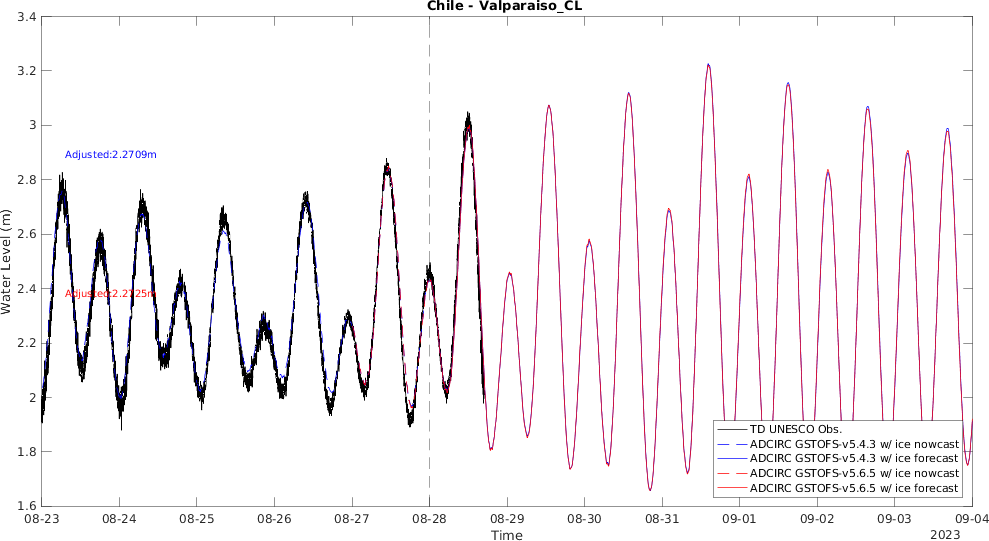 Chile - Valparaiso_CL
3.4
3.2
3
2.8
2.6
2.4
2.2
2
1.8
1.6
Water Level (m)
Adjusted:2.2709m
Adjusted:2.2725m
TD UNESCO Obs.
ADCIRC GSTOFS-v5.4.3 w/ ice nowcast
ADCIRC GSTOFS-v5.4.3 w/ ice forecast
ADCIRC GSTOFS-v5.6.5 w/ ice nowcast
ADCIRC GSTOFS-v5.6.5 w/ ice forecast
08-23 08-24 08-25 08-26 08-27 08-28 08-29 08-30 08-31 09-01 09-02 09-03 09-04
Time
2023